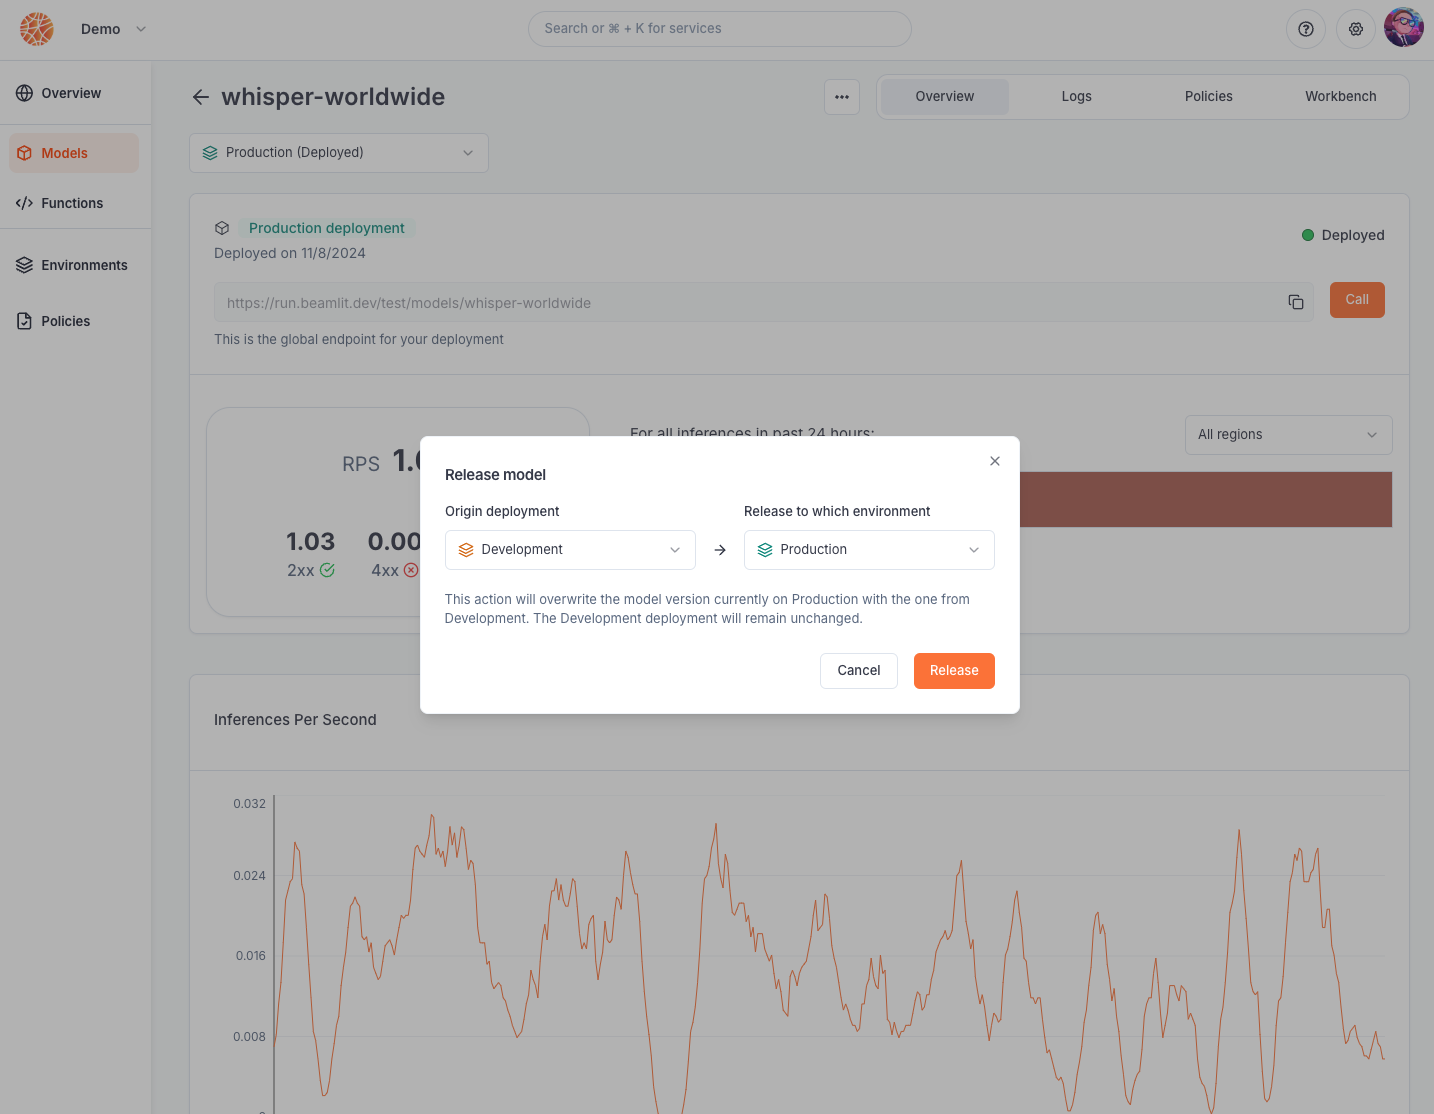 Demo
Search or ⌘ + K for services
Overview
Models
Functions
Environments
Policies
whisper-worldwide
Overview
Logs
Policies
Workbench
Production (Deployed)
Production deployment
Deployed on 11/8/2024
Deployed
https://run.beamlit.dev/test/models/whisper-worldwide
Call
This is the global endpoint for your deployment
For all inferences in past 24 hours:
All regions
RPS
1.03
2xx
0.00
4xx
Release model
Origin deployment
Release to which environment
Development
Production
This action will overwrite the model version currently on Production with the one from
Development. The Development deployment will remain unchanged.
Cancel
Release
Inferences Per Second
0.032
0.024
0.016
0.008